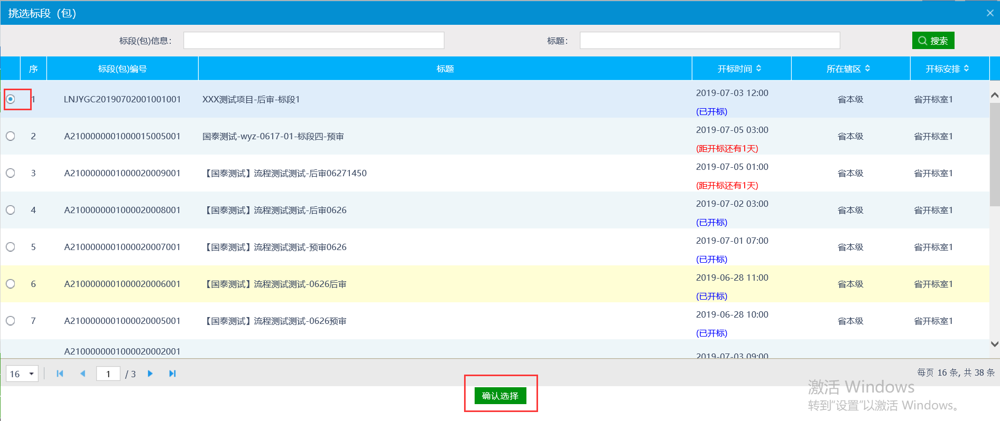 挑选标段（包）
标段(包)信息：
标题：
搜索
序 标段(包)编号 标题 开标时间 所在辖区 开标安排
1 LNJYGC20190702001001001 XXX测试项目-后审-标段1 2019-07-03 12:00 省本级 省开标室1
(已开标)
2 A2100000001000015005001 国泰测试-wyz-0617-01-标段四-预审 2019-07-05 03:00 省本级 省开标室1
(距开标还有1天)
3 A2100000001000020009001 【国泰测试】流程测试测试-后审06271450 2019-07-05 01:00 省本级 省开标室1
(距开标还有1天)
4 A2100000001000020008001 【国泰测试】流程测试测试-后审0626 2019-07-02 03:00 省本级 省开标室1
(已开标)
5 A2100000001000020007001 【国泰测试】流程测试测试-预审0626 2019-07-01 07:00 省本级 省开标室1
(已开标)
6 A2100000001000020006001 【国泰测试】流程测试测试-0626后审 2019-06-28 11:00 省本级 省开标室1
(已开标)
7 A2100000001000020005001 【国泰测试】流程测试测试-0626预审 2019-06-28 10:00 省本级 省开标室1
(已开标)
A2100000001000020002001 2019-07-03 09:00
16 1 / 3 每页 16 条, 共 38 条
确认选择
激活 Windows
转到“设置”以激活 Windows。